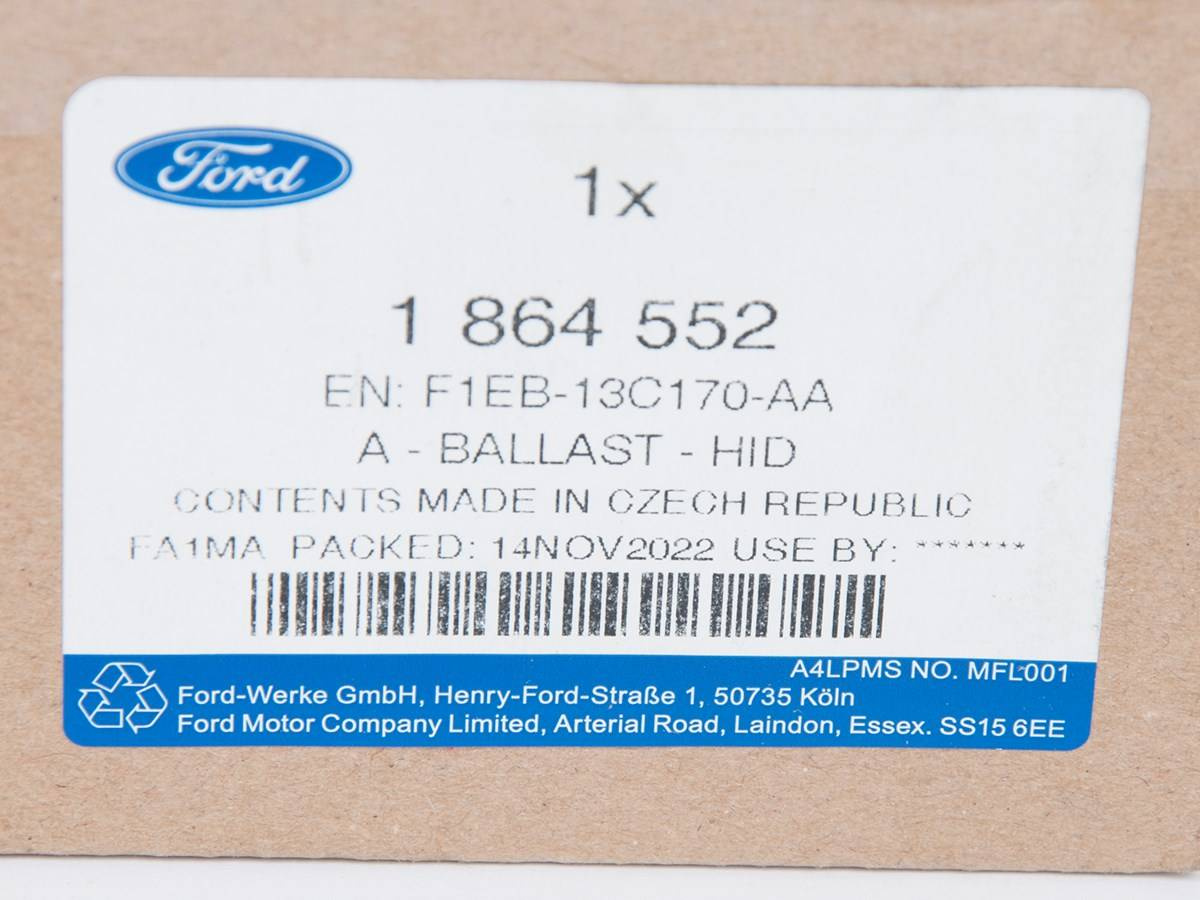 Ford
1x
1 864 552
EN: F1EB-13C170-AA
A - BALLAST - HID
CONTENTS MADE IN CZECH REPUBLIC
FA1MA PACKED: 14NOV2022 USE BY: *******
A4LPMS NO. MFL001
Ford-Werke GmbH, Henry-Ford-Straße 1, 50735 Köln
Ford Motor Company Limited, Arterial Road, Laindon, Essex. SS15 6EE